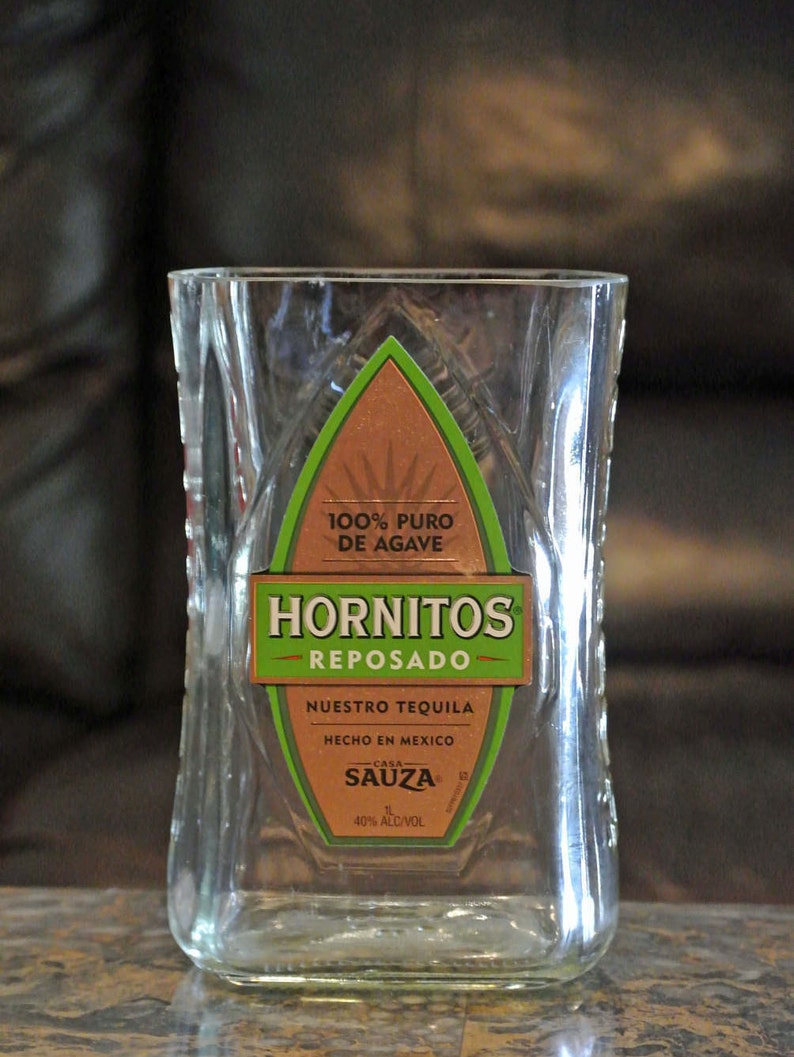 100% PURO
DE AGAVE
HORNITOS®
REPOSADO
NUESTRO TEQUILA
HECHO EN MEXICO
CASA
SAUZA®
1L
40% ALC/VOL